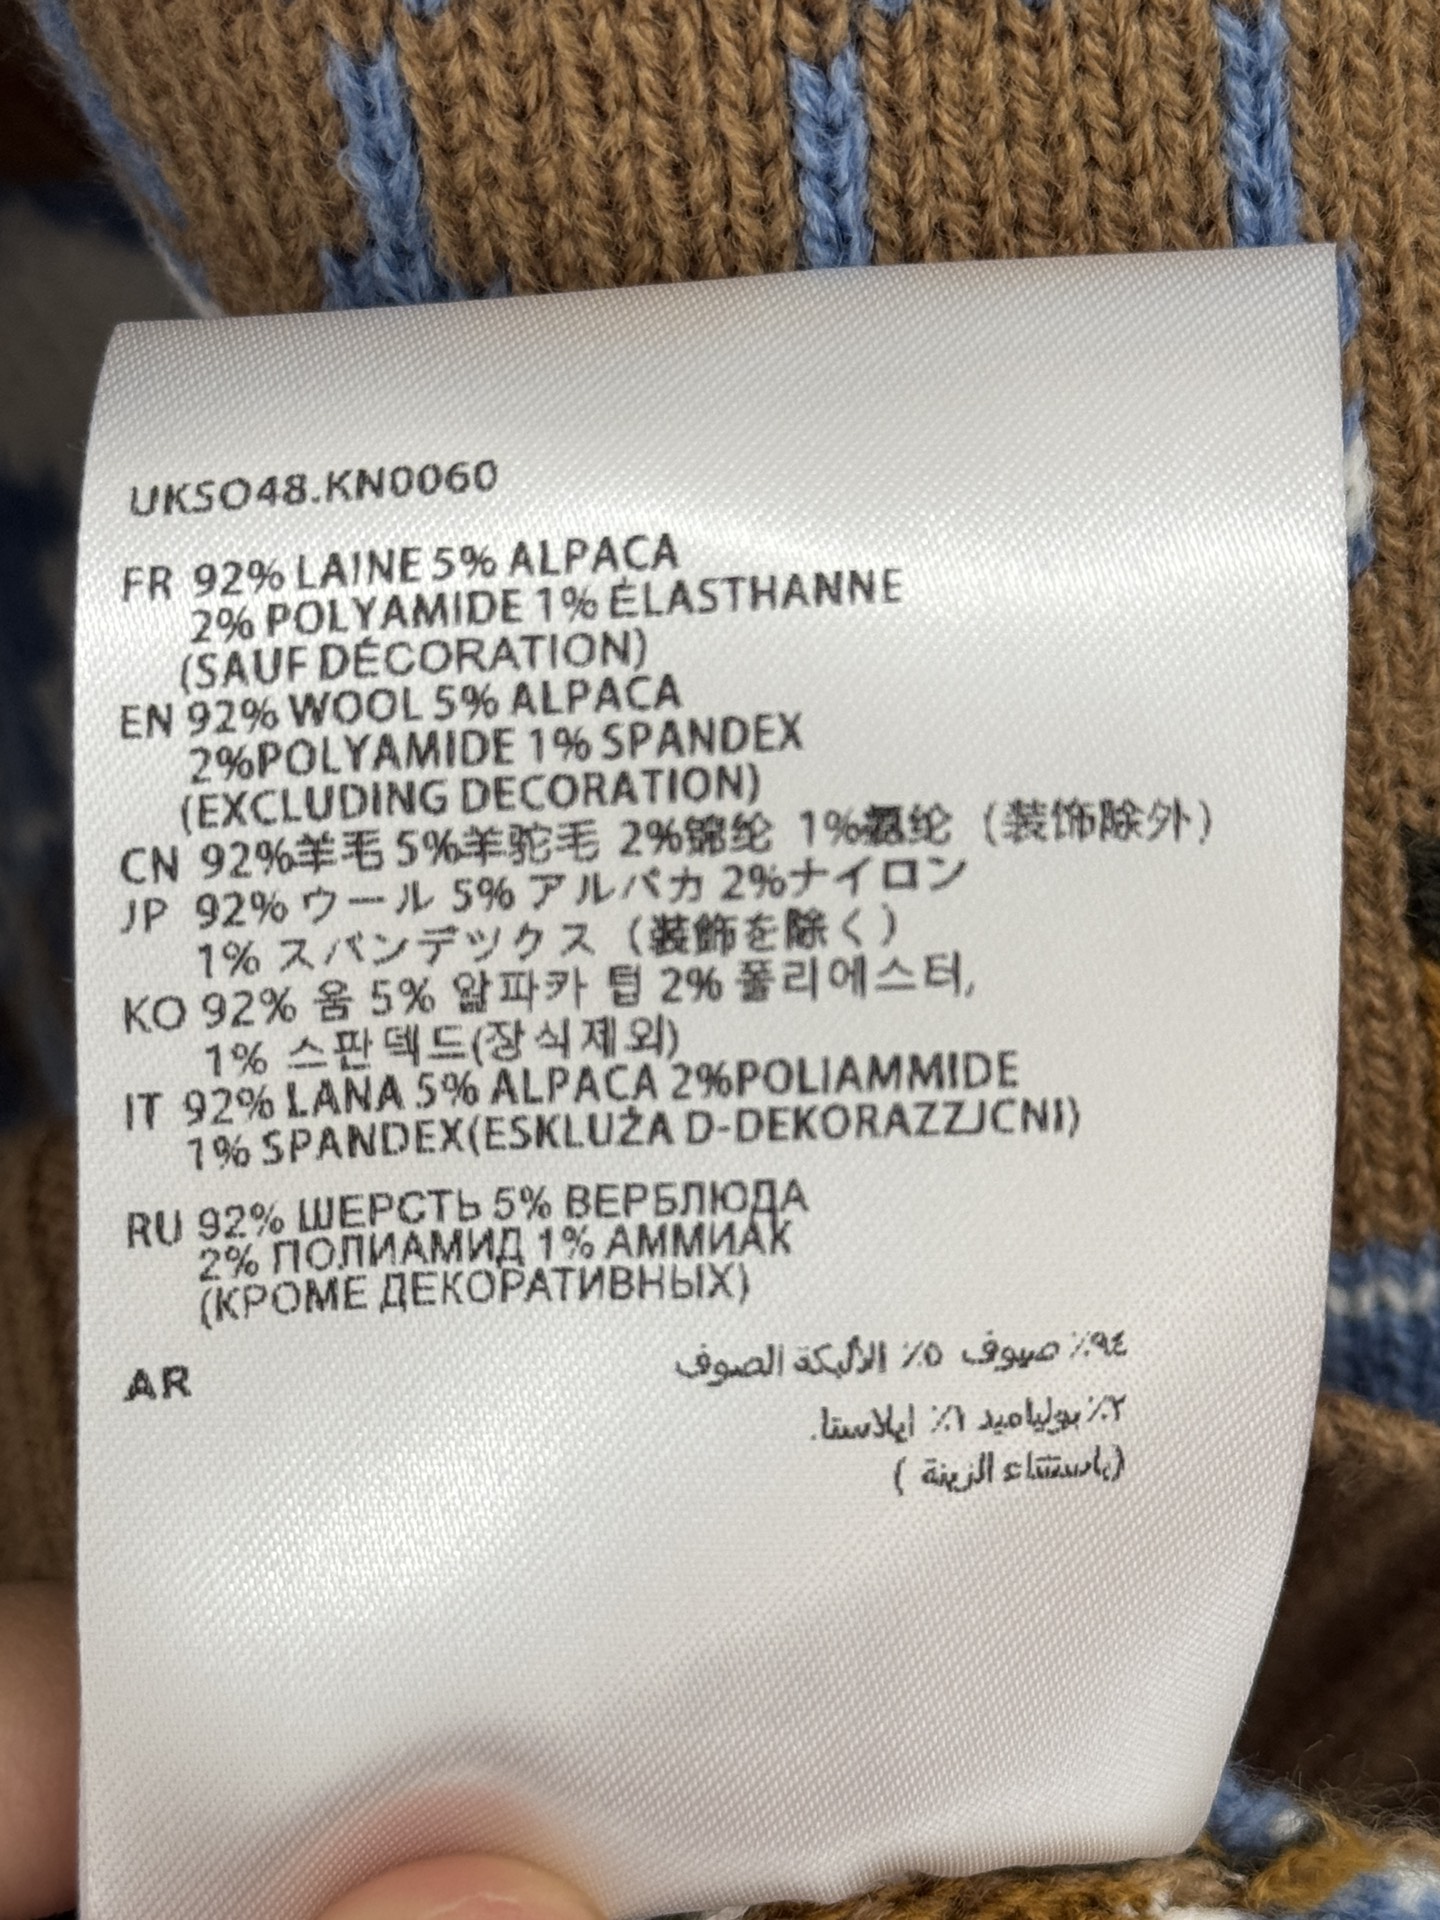 UKSO48.KN0060
FR 92% LAINE 5% ALPACA
2% POLYAMIDE 1% ÉLASTHANNE
(SAUF DÉCORATION)
EN 92% WOOL 5% ALPACA
2%POLYAMIDE 1% SPANDEX
(EXCLUDING DECORATION)
CN 92%羊毛 5%羊驼毛 2%锦纶 1%氨纶（装饰除外）
JP 92% ウール 5% アルパカ 2%ナイロン
1% スパンデックス（装飾を除く）
KO 92% 움 5% 알파카 텁 2% 폴리에스터,
1% 스판덱드(장식제외)
IT 92% LANA 5% ALPACA 2%POLIAMMIDE
1% SPANDEX(ESKLUŻA D-DEKORAZZJCNI)
RU 92% ШЕРСТЬ 5% ВЕРБЛЮДА
2% ПОЛИАМИД 1% АММИАК
(КРОМЕ ДЕКОРАТИВНЫХ)
AR ٩٤٪ صيوف ٥٪ الألبكة الصوف
٢٪ بولياميد ١٪ ايلاستا.
(باستثناء الزينة )